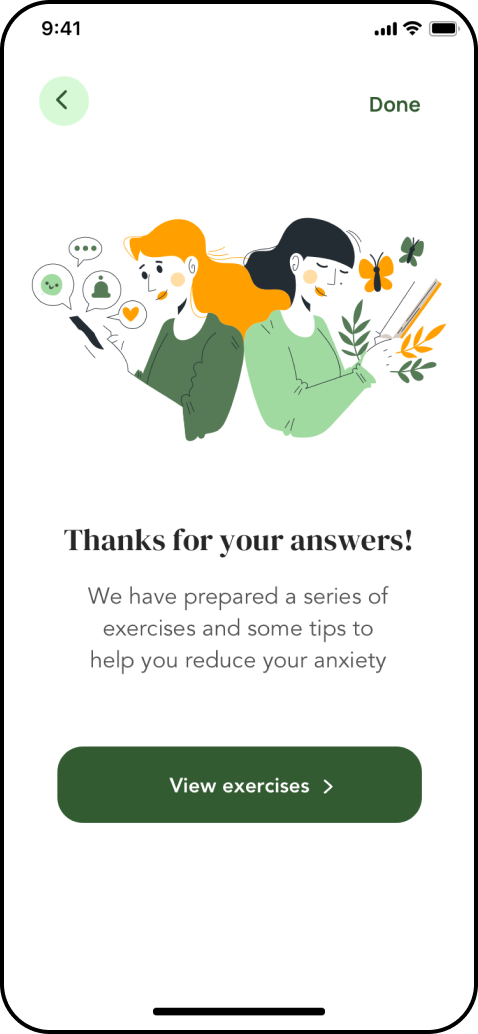 9:41
Done
Thanks for your answers!
We have prepared a series of
exercises and some tips to
help you reduce your anxiety
View exercises